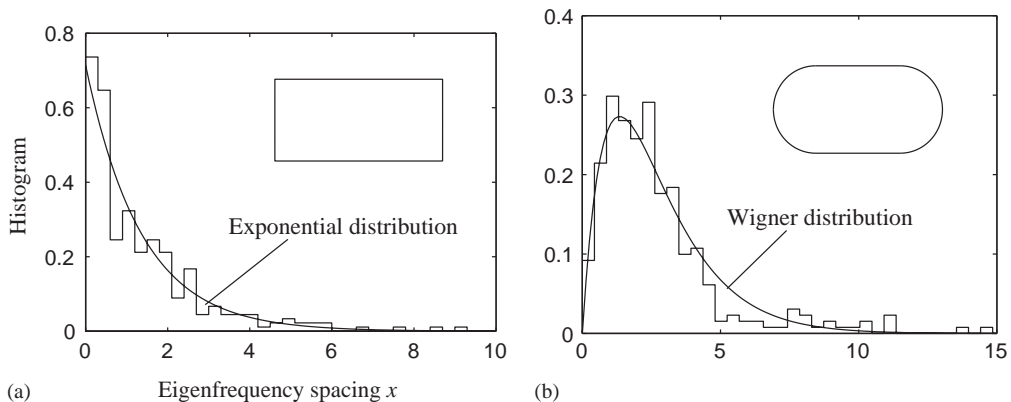 0.8
0.6
0.4
0.2
0
0 2 4 6 8 10
Histogram
Exponential distribution
(a)
Eigenfrequency spacing x
0.4
0.3
0.2
0.1
0
0 5 10 15
Wigner distribution
(b)